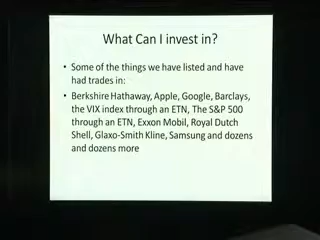 What Can I invest in?
• Some of the things we have listed and have
had trades in:
• Berkshire Hathaway, Apple, Google, Barclays,
the VIX index through an ETN, The S&P 500
through an ETN, Exxon Mobil, Royal Dutch
Shell, Glaxo-Smith Kline, Samsung and dozens
and dozens more